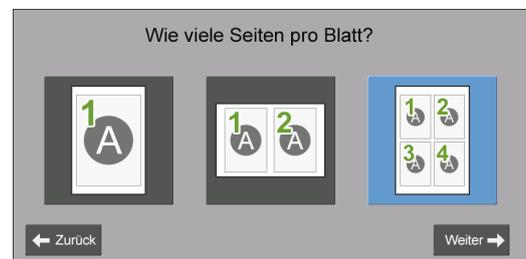 Wie viele Seiten pro Blatt?
1 A
1 A 2 A
1 A 2 A
3 A 4 A
Zurück
Weiter